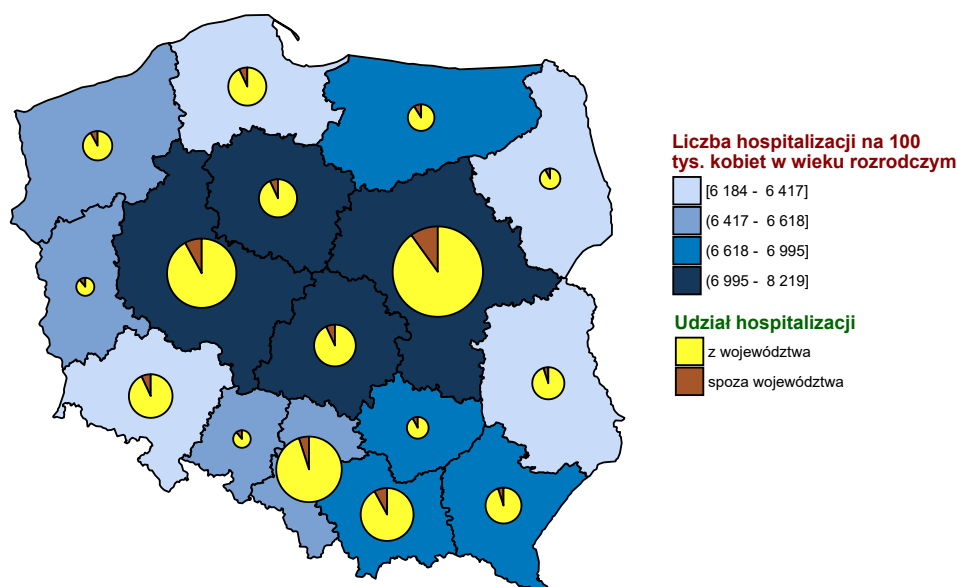 Liczba hospitalizacji na 100
tys. kobiet w wieku rozrodczym
[6 184 - 6 417]
(6 417 - 6 618]
(6 618 - 6 995]
(6 995 - 8 219]
Udział hospitalizacji
z województwa
spoza województwa